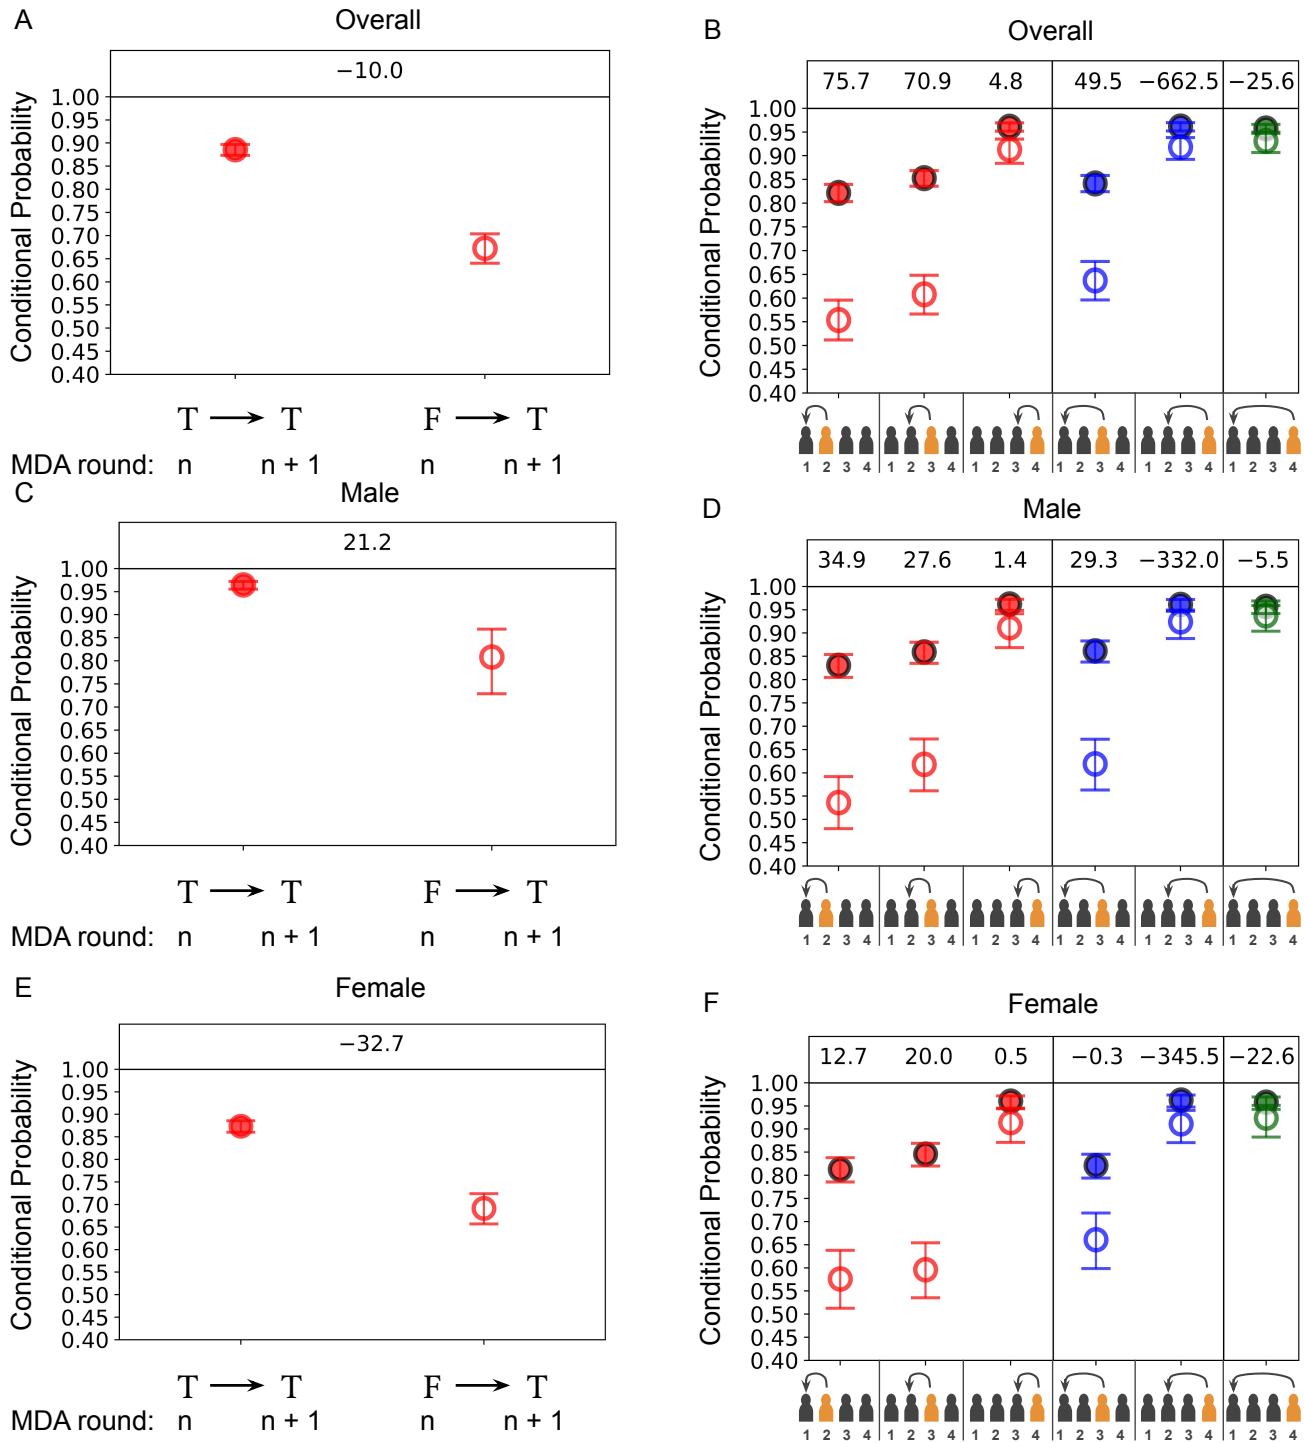 A
Overall
−10.0
Conditional Probability
1.00
0.95
0.90
0.85
0.80
0.75
0.70
0.65
0.60
0.55
0.50
0.45
0.40
T T F T
MDA round: n n + 1 n n + 1
B
Overall
75.7 70.9 4.8 49.5 −662.5 −25.6
Conditional Probability
1.00
0.95
0.90
0.85
0.80
0.75
0.70
0.65
0.60
0.55
0.50
0.45
0.40
1 2 3 4 1 2 3 4 1 2 3 4 1 2 3 4 1 2 3 4 1 2 3 4
C
Male
21.2
Conditional Probability
1.00
0.95
0.90
0.85
0.80
0.75
0.70
0.65
0.60
0.55
0.50
0.45
0.40
T T F T
MDA round: n n + 1 n n + 1
D
Male
34.9 27.6 1.4 29.3 −332.0 −5.5
Conditional Probability
1.00
0.95
0.90
0.85
0.80
0.75
0.70
0.65
0.60
0.55
0.50
0.45
0.40
1 2 3 4 1 2 3 4 1 2 3 4 1 2 3 4 1 2 3 4 1 2 3 4
E
Female
−32.7
Conditional Probability
1.00
0.95
0.90
0.85
0.80
0.75
0.70
0.65
0.60
0.55
0.50
0.45
0.40
T T F T
MDA round: n n + 1 n n + 1
F
Female
12.7 20.0 0.5 −0.3 −345.5 −22.6
Conditional Probability
1.00
0.95
0.90
0.85
0.80
0.75
0.70
0.65
0.60
0.55
0.50
0.45
0.40
1 2 3 4 1 2 3 4 1 2 3 4 1 2 3 4 1 2 3 4 1 2 3 4